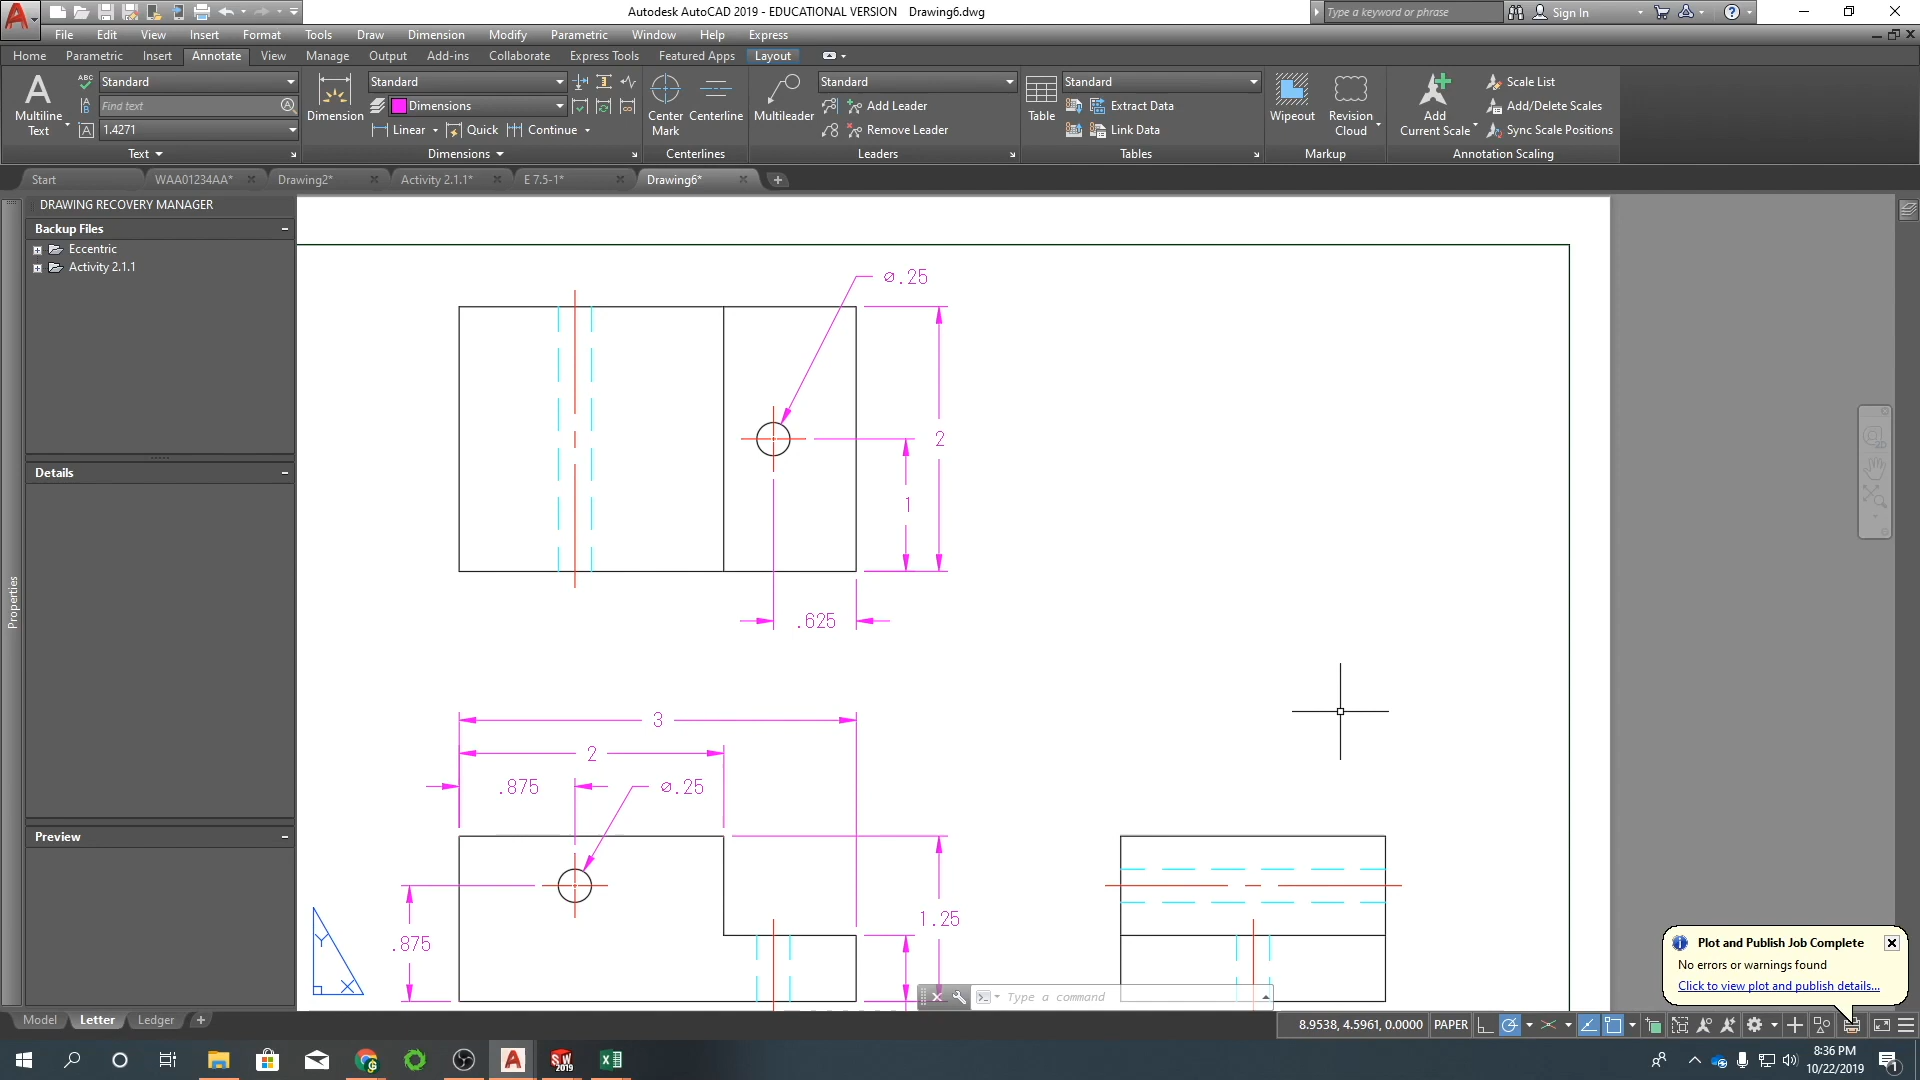 Autodesk AutoCAD 2019 - EDUCATIONAL VERSION Drawing6.dwg
Type a keyword or phrase
Sign In
File Edit View Insert Format Tools Draw Dimension Modify Parametric Window Help Express
Home Parametric Insert Annotate View Manage Output Add-ins Collaborate Express Tools Featured Apps Layout
Multiline Text
ABC
Standard
Find text
1.4271
Text
Dimension
Standard
Dimensions
Linear Quick Continue
Dimensions
Center Mark
Centerline
Centerlines
Multileader
Standard
Add Leader
Remove Leader
Leaders
Table
Standard
Extract Data
Link Data
Tables
Wipeout
Revision Cloud
Markup
Add Current Scale
Scale List
Add/Delete Scales
Sync Scale Positions
Annotation Scaling
Start WAA01234AA* Drawing2* Activity 2.1.1* E 7.5-1* Drawing6*
DRAWING RECOVERY MANAGER
Backup Files
Eccentric
Activity 2.1.1
Details
Preview
Properties
⌀.25
2
1
.625
3
2
.875
⌀.25
.875
1.25
Y
X
2D
Type a command
Plot and Publish Job Complete
No errors or warnings found
Click to view plot and publish details...
Model Letter Ledger
8.9538, 4.5961, 0.0000 PAPER
SW 2019
8:36 PM
10/22/2019
1